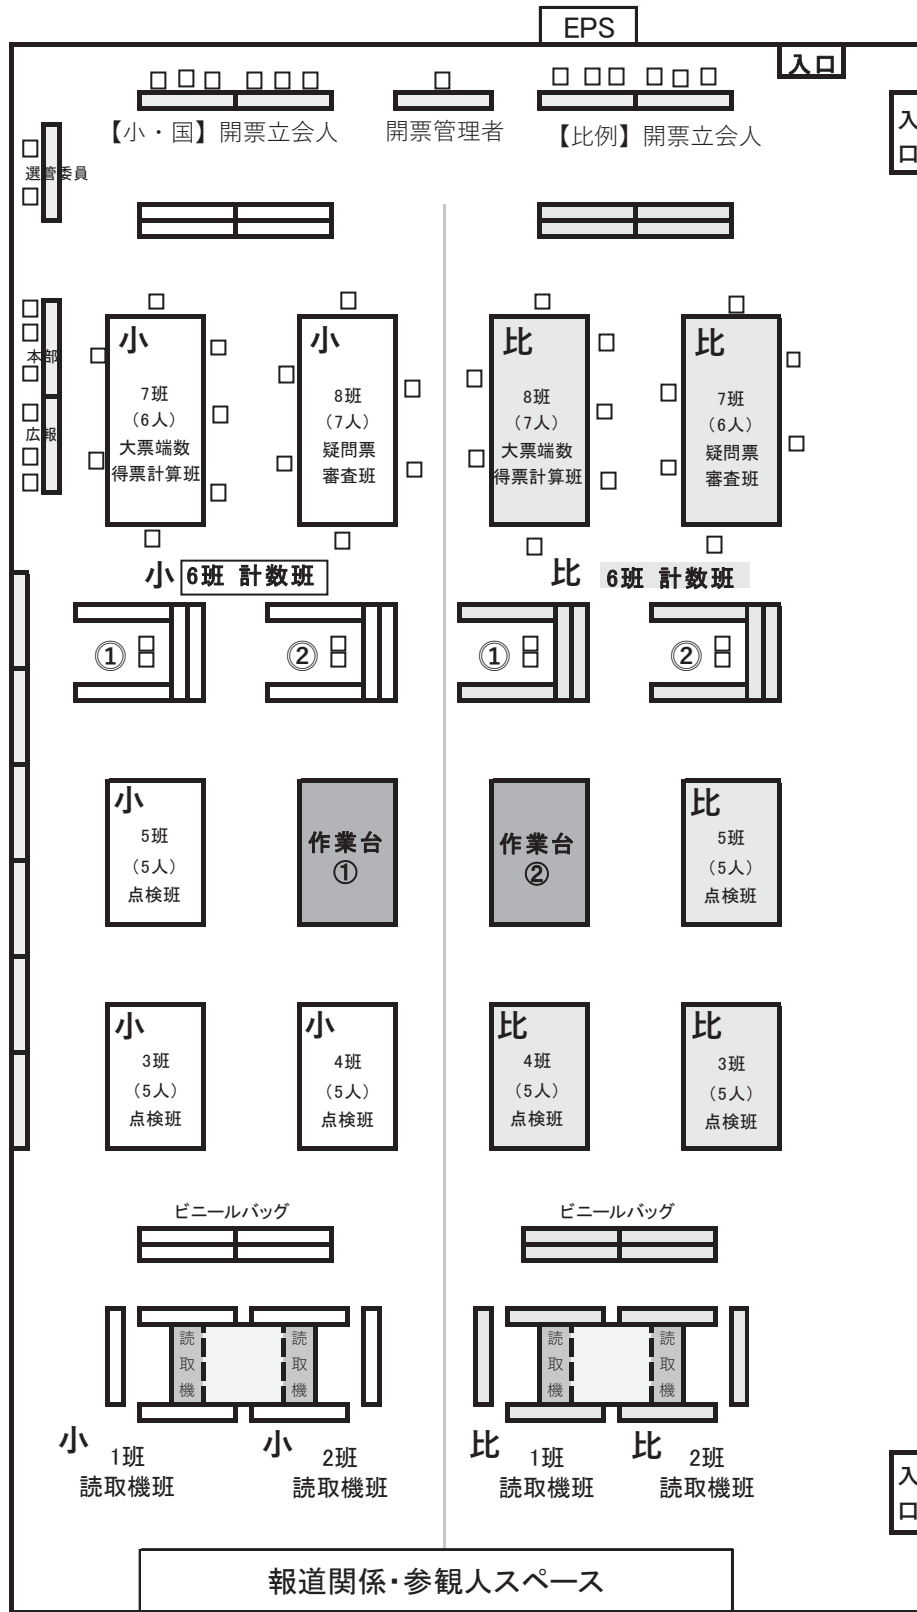 EPS
入口
入口
【小・国】開票立会人
開票管理者
【比例】開票立会人
選管委員
本部
広報
小
7班
（6人）
大票端数
得票計算班
小
8班
（7人）
疑問票
審査班
比
8班
（7人）
大票端数
得票計算班
比
7班
（6人）
疑問票
審査班
小 6班 計数班
比 6班 計数班
①
②
①
②
小
5班
（5人）
点検班
作業台
①
作業台
②
比
5班
（5人）
点検班
小
3班
（5人）
点検班
小
4班
（5人）
点検班
比
4班
（5人）
点検班
比
3班
（5人）
点検班
ビニールバッグ
ビニールバッグ
読取機
読取機
読取機
読取機
小 1班
読取機班
小 2班
読取機班
比 1班
読取機班
比 2班
読取機班
入口
報道関係・参観人スペース